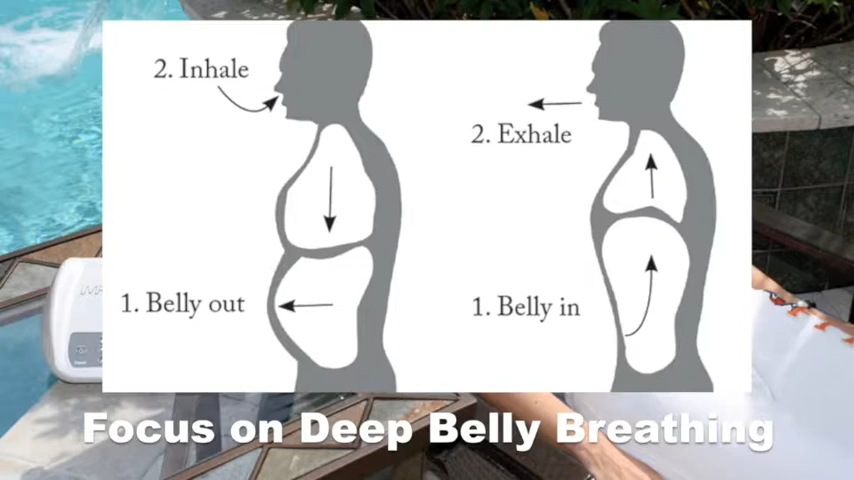 2. Inhale
2. Exhale
1. Belly out
1. Belly in
Focus on Deep Belly Breathing